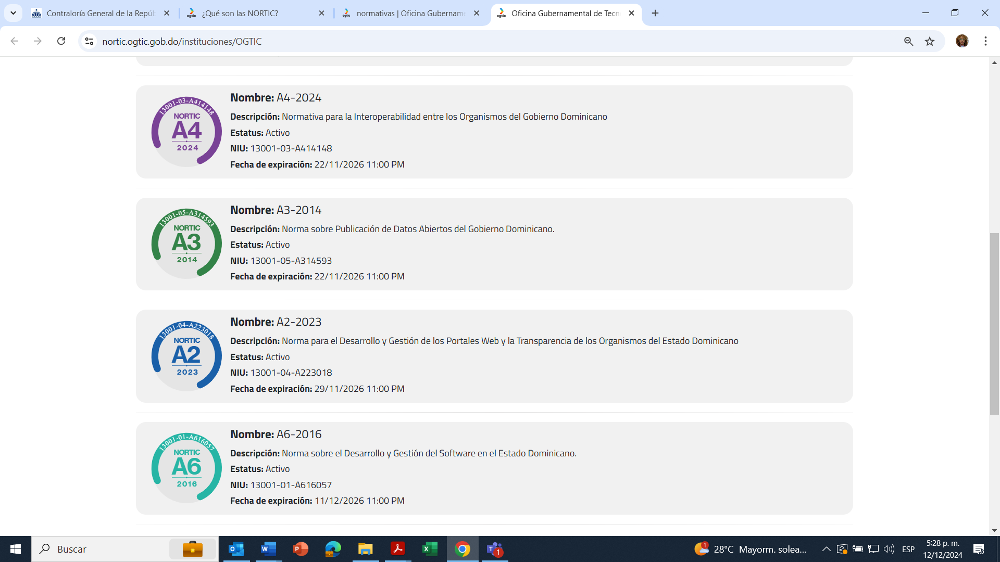 Contraloría General de la Repúb
¿Qué son las NORTIC?
normativas | Oficina Gubername
Oficina Gubernamental de Tecn
nortic.ogtic.gob.do/instituciones/OGTIC
13001-03-A414148
NORTIC
A4
2024
Nombre: A4-2024
Descripción: Normativa para la Interoperabilidad entre los Organismos del Gobierno Dominicano
Estatus: Activo
NIU: 13001-03-A414148
Fecha de expiración: 22/11/2026 11:00 PM
13001-05-A314593
NORTIC
A3
2014
Nombre: A3-2014
Descripción: Norma sobre Publicación de Datos Abiertos del Gobierno Dominicano.
Estatus: Activo
NIU: 13001-05-A314593
Fecha de expiración: 22/11/2026 11:00 PM
13001-04-A223018
NORTIC
A2
2023
Nombre: A2-2023
Descripción: Norma para el Desarrollo y Gestión de los Portales Web y la Transparencia de los Organismos del Estado Dominicano
Estatus: Activo
NIU: 13001-04-A223018
Fecha de expiración: 29/11/2026 11:00 PM
13001-01-A616057
NORTIC
A6
2016
Nombre: A6-2016
Descripción: Norma sobre el Desarrollo y Gestión del Software en el Estado Dominicano.
Estatus: Activo
NIU: 13001-01-A616057
Fecha de expiración: 11/12/2026 11:00 PM
Buscar
28°C Mayorm. solea...
ESP
5:28 p. m.
12/12/2024